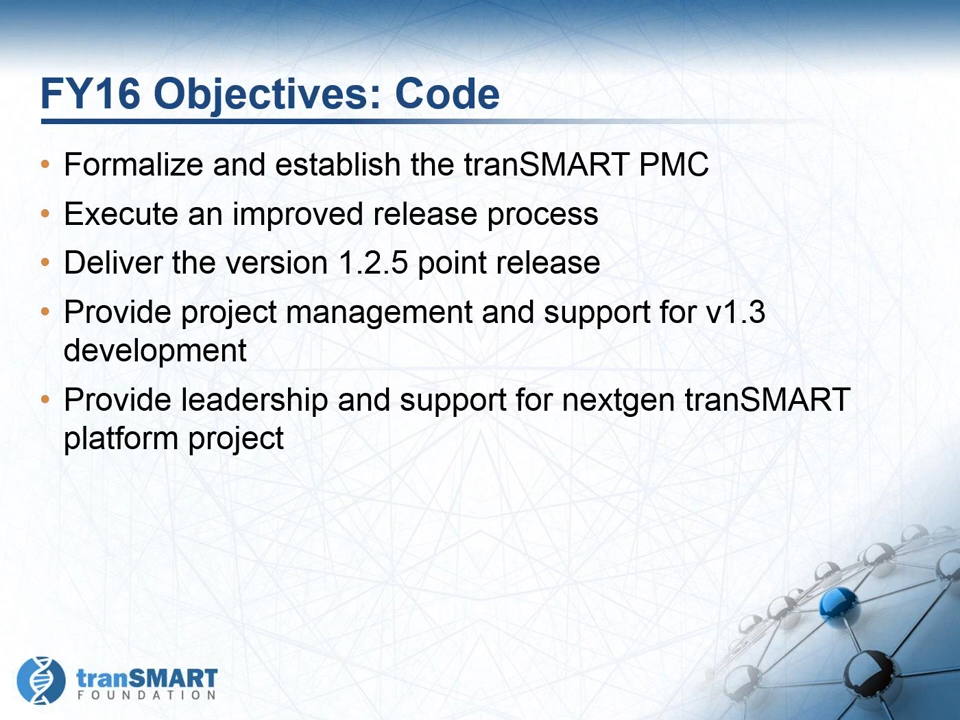 FY16 Objectives: Code
• Formalize and establish the tranSMART PMC
• Execute an improved release process
• Deliver the version 1.2.5 point release
• Provide project management and support for v1.3
development
• Provide leadership and support for nextgen tranSMART
platform project
tranSMART
FOUNDATION